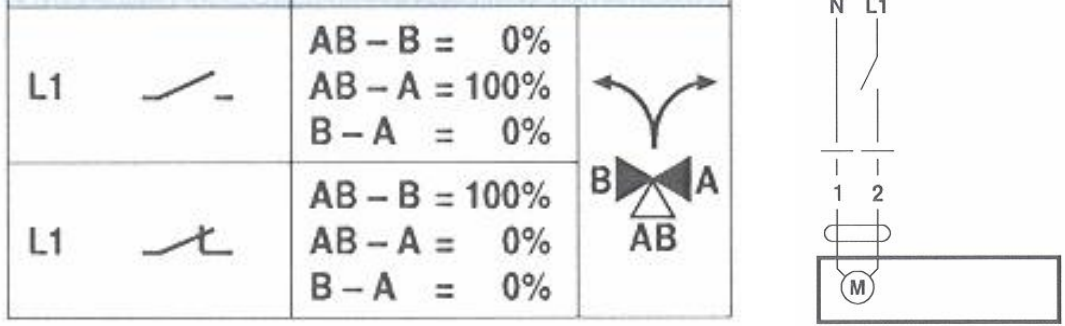 L1
AB – B = 0%
AB – A = 100%
B – A = 0%
L1
AB – B = 100%
AB – A = 0%
B – A = 0%
B A
AB
N L1
1 2
M